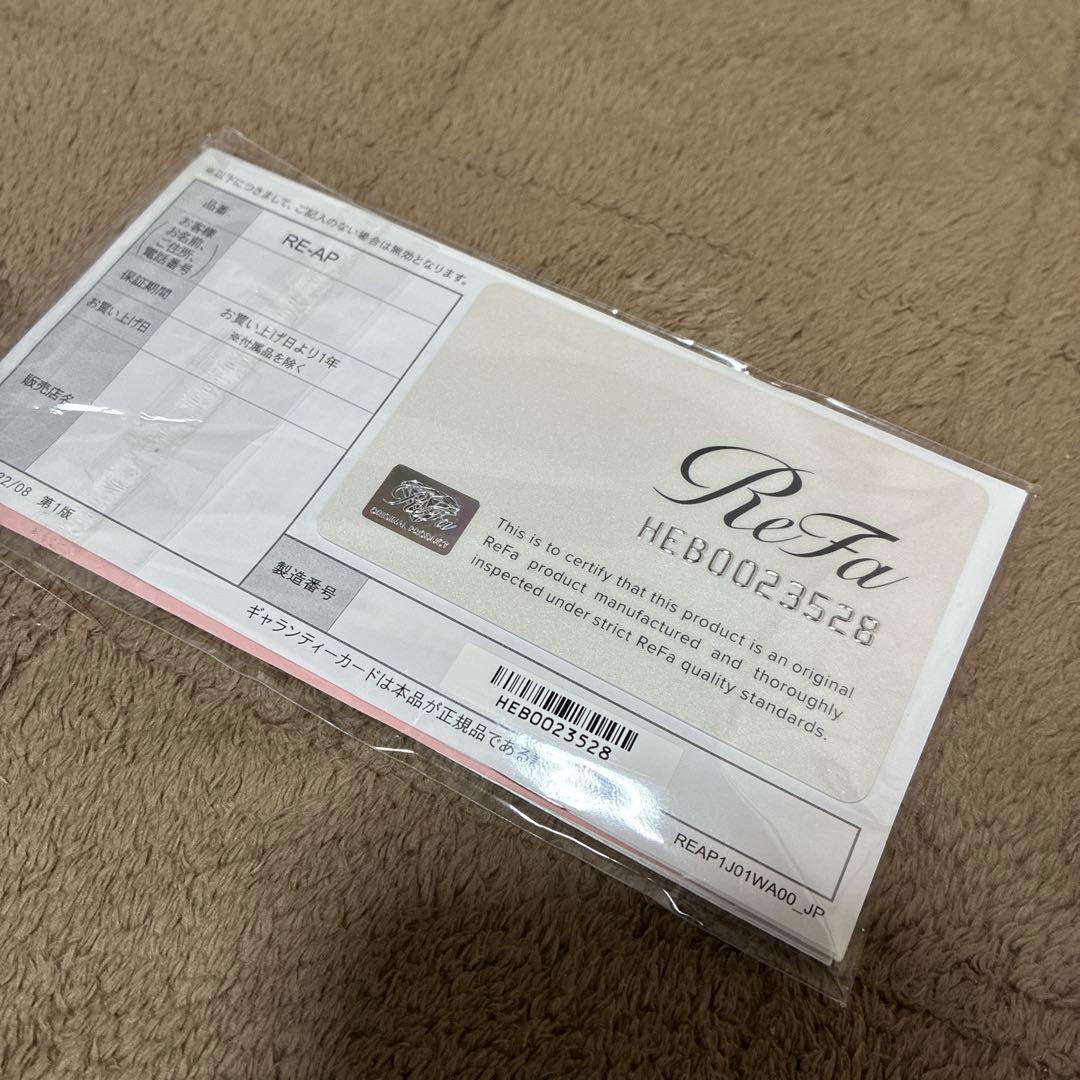 ※以下につきまして、ご記入のない場合は無効となります。
品番
RE-AP
お客様
お名前、
ご住所、
電話番号
保証期間
お買い上げ日より1年
※付属品を除く
お買い上げ日
販売店名
22/08 第1版
ReFa
HEB0023528
ReFa
ORIGINAL PRODUCT
This is to certify that this product is an original
ReFa product manufactured and thoroughly
inspected under strict ReFa quality standards.
製造番号
HEB0023528
ギャランティーカードは本品が正規品である
REAP1J01WA00_JP